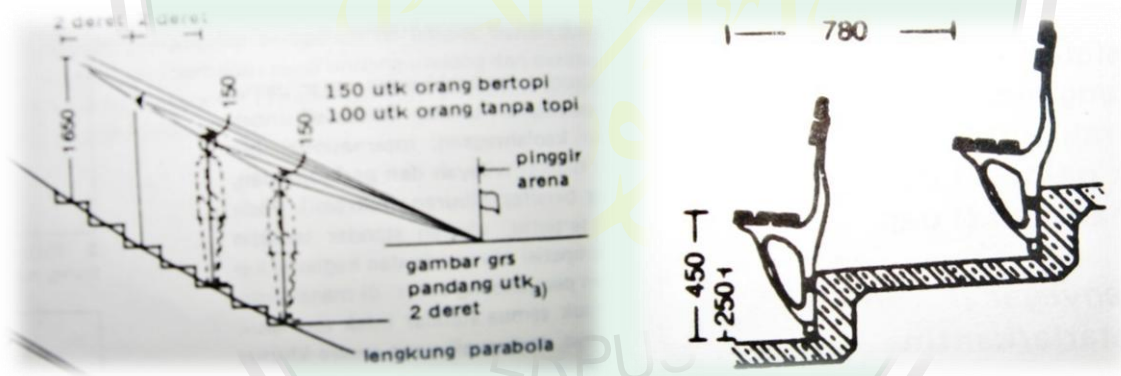 2 deret 2 deret
1650
150
150
150 utk orang bertopi
100 utk orang tanpa topi
pinggir
arena
gambar grs
pandang utk 3)
2 deret
lengkung parabola
780
450
250